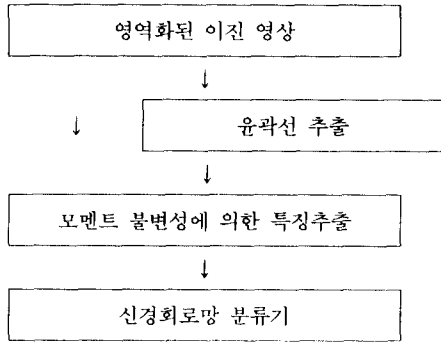 영역화된 이진 영상
↓
↓
윤곽선 추출
↓
모멘트 불변성에 의한 특징추출
↓
신경회로망 분류기